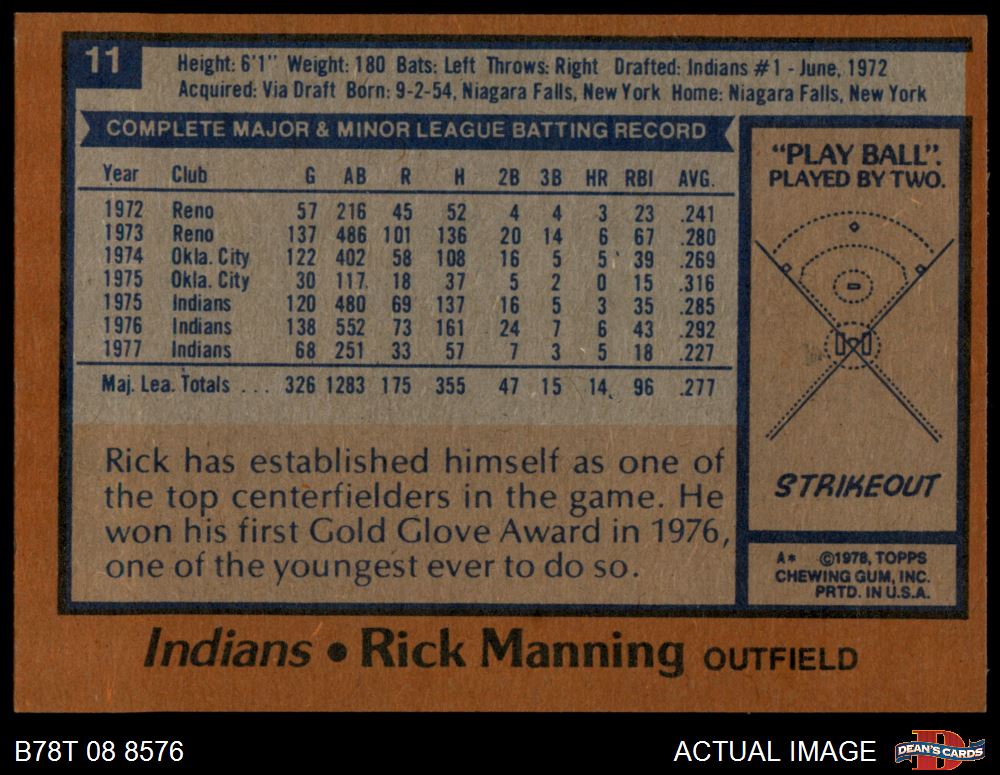 11
Height: 6'1" Weight: 180 Bats: Left Throws: Right Drafted: Indians #1 - June, 1972
Acquired: Via Draft Born: 9-2-54, Niagara Falls, New York Home: Niagara Falls, New York
COMPLETE MAJOR & MINOR LEAGUE BATTING RECORD
Year Club G AB R H 2B 3B HR RBI AVG.
1972 Reno 57 216 45 52 4 4 3 23 .241
1973 Reno 137 486 101 136 20 14 6 67 .280
1974 Okla. City 122 402 58 108 16 5 5 39 .269
1975 Okla. City 30 117 18 37 5 2 0 15 .316
1975 Indians 120 480 69 137 16 5 3 35 .285
1976 Indians 138 552 73 161 24 7 6 43 .292
1977 Indians 68 251 33 57 7 3 5 18 .227
Maj. Lea. Totals ... 326 1283 175 355 47 15 14 96 .277
Rick has established himself as one of
the top centerfielders in the game. He
won his first Gold Glove Award in 1976,
one of the youngest ever to do so.
"PLAY BALL".
PLAYED BY TWO.
STRIKEOUT
A* ©1978, TOPPS
CHEWING GUM, INC.
PRTD. IN U.S.A.
Indians • Rick Manning OUTFIELD
B78T 08 8576
ACTUAL IMAGE
DEAN'S CARDS